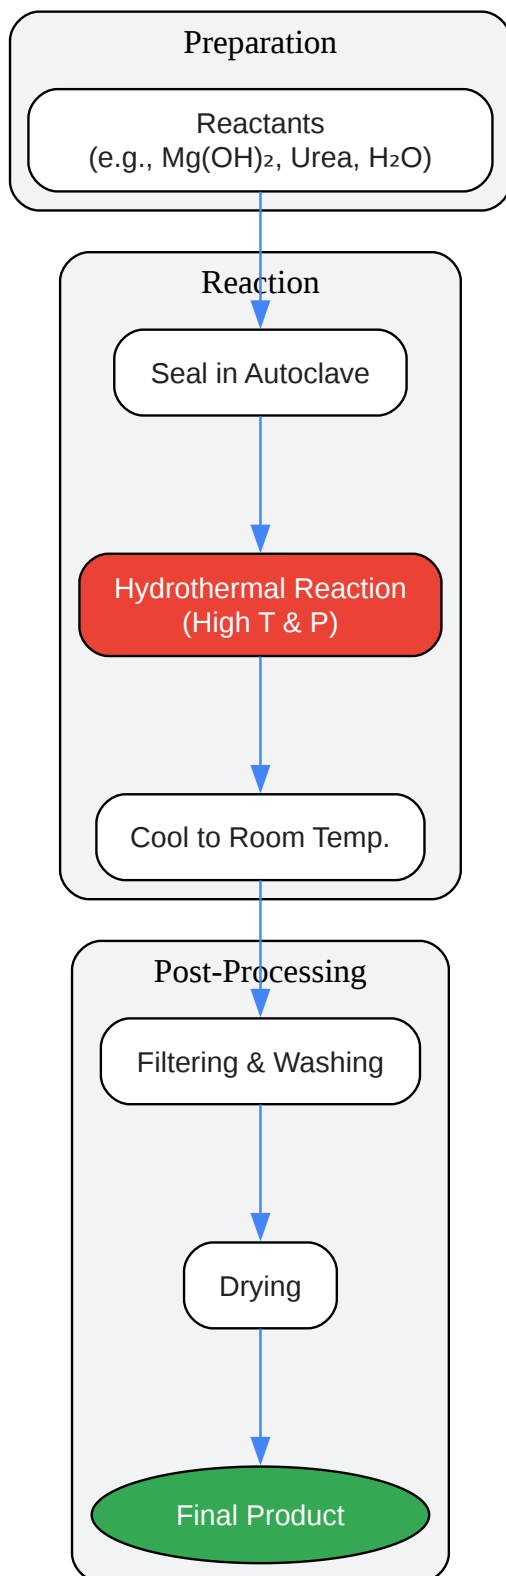 Preparation
Reactants
(e.g., Mg(OH)₂, Urea, H₂O)
Reaction
Seal in Autoclave
Hydrothermal Reaction
(High T & P)
Cool to Room Temp.
Post-Processing
Filtering & Washing
Drying
Final Product